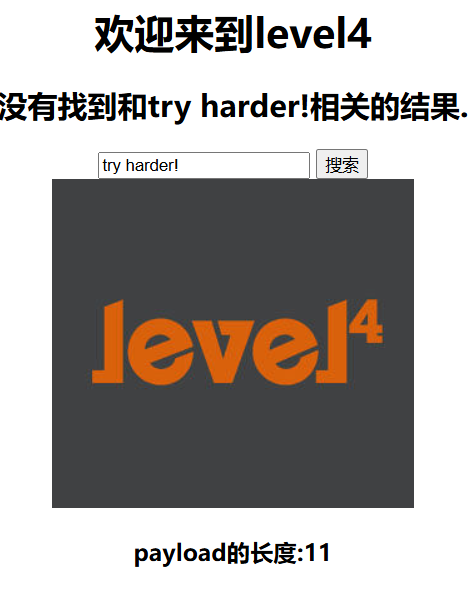 欢迎来到level4
没有找到和try harder!相关的结果.
try harder! 搜索
level4
payload的长度:11